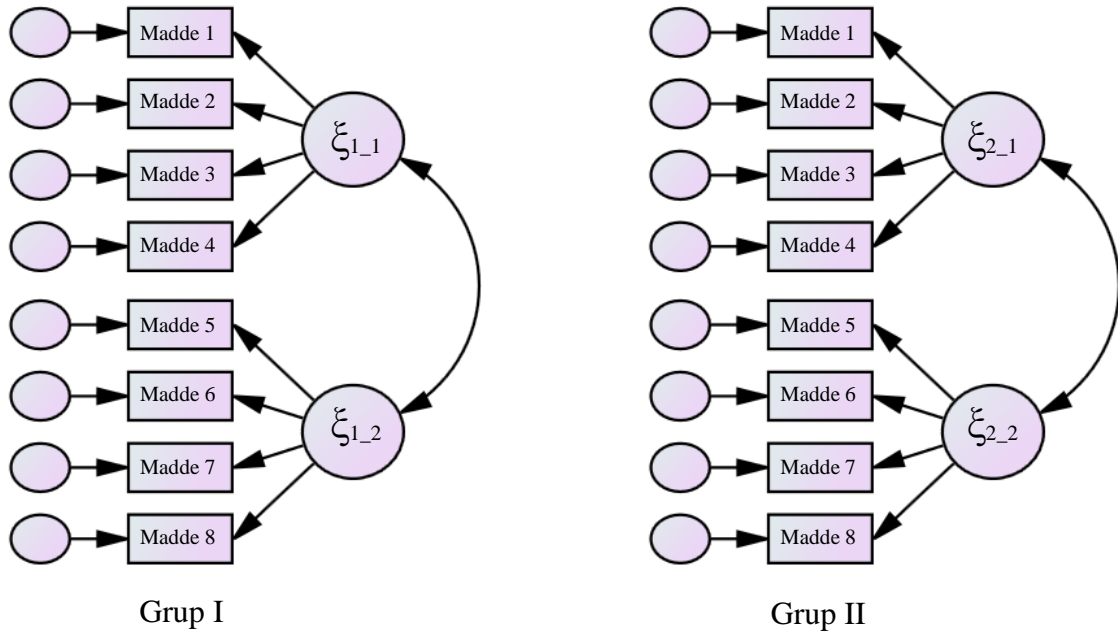 Madde 1
Madde 2
Madde 3
Madde 4
Madde 5
Madde 6
Madde 7
Madde 8
ξ1_1
ξ1_2
Grup I
Madde 1
Madde 2
Madde 3
Madde 4
Madde 5
Madde 6
Madde 7
Madde 8
ξ2_1
ξ2_2
Grup II